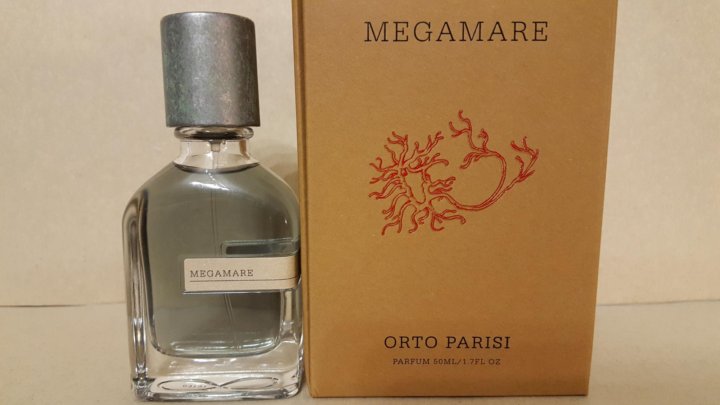 MEGAMARE
MEGAMARE
ORTO PARISI
PARFUM 50ML/1.7FL OZ